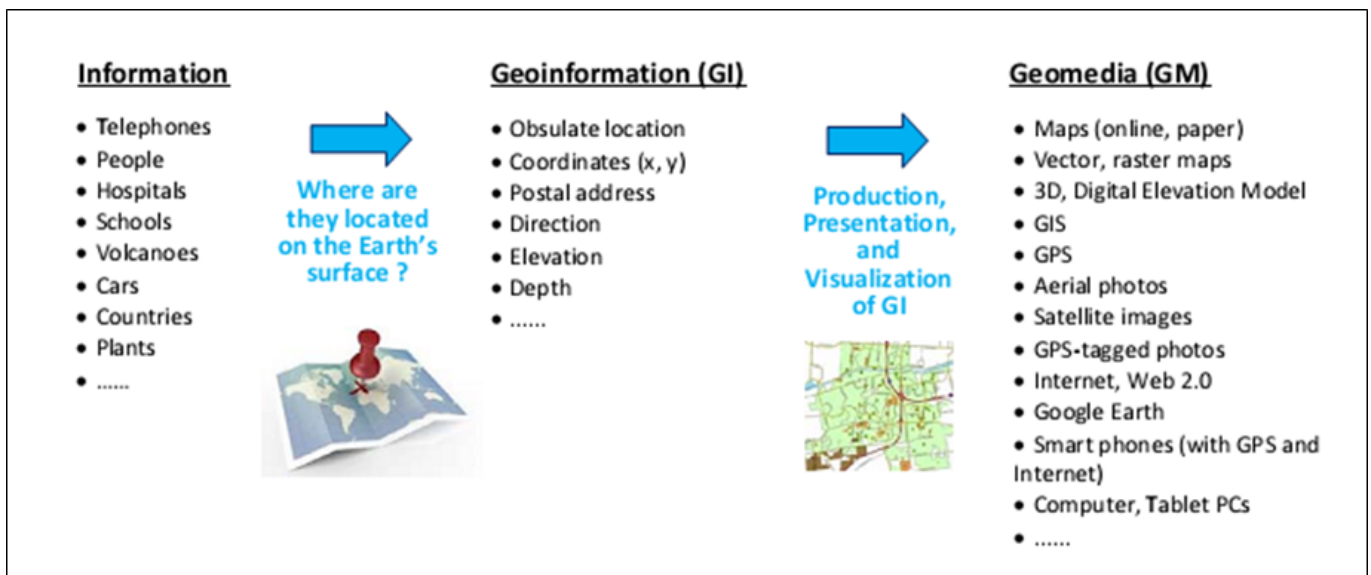 Information
• Telephones
• People
• Hospitals
• Schools
• Volcanoes
• Cars
• Countries
• Plants
• ......
Where are
they located
on the Earth's
surface ?
Geoinformation (GI)
• Obsulate location
• Coordinates (x, y)
• Postal address
• Direction
• Elevation
• Depth
• ......
Production,
Presentation,
and
Visualization
of GI
Geomedia (GM)
• Maps (online, paper)
• Vector, raster maps
• 3D, Digital Elevation Model
• GIS
• GPS
• Aerial photos
• Satellite images
• GPS-tagged photos
• Internet, Web 2.0
• Google Earth
• Smart phones (with GPS and
Internet)
• Computer, Tablet PCs
• ......